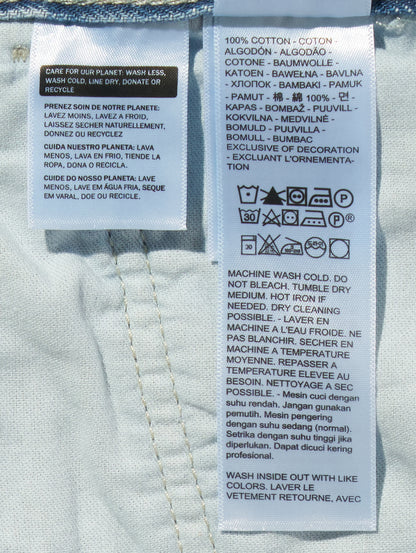 CARE FOR OUR PLANET: WASH LESS,
WASH COLD, LINE DRY, DONATE OR
RECYCLE
PRENEZ SOIN DE NOTRE PLANETE:
LAVEZ MOINS, LAVEZ A FROID,
LAISSEZ SECHER NATURELLEMENT,
DONNEZ OU RECYCLEZ
CUIDA NUESTRO PLANETA: LAVA
MENOS, LAVA EN FRIO, TIENDE LA
ROPA, DONA O RECICLA.
CUIDE DO NOSSO PLANETA: LAVE
MENOS, LAVE EM ÁGUA FRIA, SEQUE
EM VARAL, DOE OU RECICLE.
100% COTTON - COTON -
ALGODÓN - ALGODÃO -
COTONE - BAUMWOLLE -
KATOEN - BAWEŁNA - BAVLNA
- ХЛОПОК - ΒΑΜΒΑΚΙ - PAMUK
- PAMUT - 棉 - 綿 100% - 면 -
KAPAS - BOMBAŽ - PUUVILL -
KOKVILNA - MEDVILNĖ -
BOMULD - PUUVILLA -
BOMULL - BUMBAC
EXCLUSIVE OF DECORATION
- EXCLUANT L'ORNEMENTA-
TION
P
30 P
30
MACHINE WASH COLD. DO
NOT BLEACH. TUMBLE DRY
MEDIUM. HOT IRON IF
NEEDED. DRY CLEANING
POSSIBLE. - LAVER EN
MACHINE A L'EAU FROIDE. NE
PAS BLANCHIR. SECHER EN
MACHINE A TEMPERATURE
MOYENNE. REPASSER A
TEMPERATURE ELEVEE AU
BESOIN. NETTOYAGE A SEC
POSSIBLE. - Mesin cuci dengan
suhu rendah. Jangan gunakan
pemutih. Mesin pengering
dengan suhu sedang (normal).
Setrika dengan suhu tinggi jika
diperlukan. Dapat dicuci kering
profesional.
WASH INSIDE OUT WITH LIKE
COLORS. LAVER LE
VETEMENT RETOURNE, AVEC